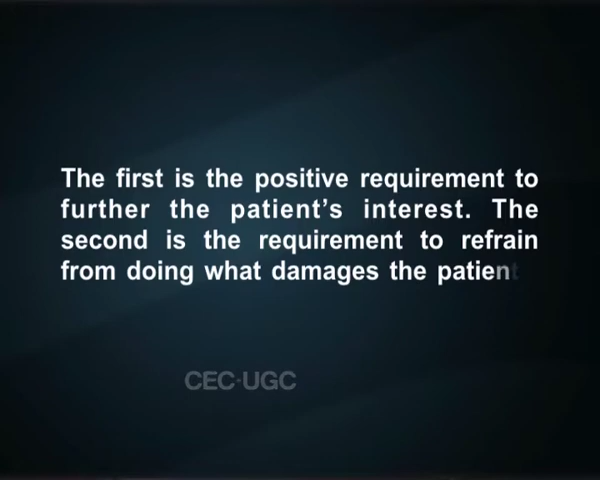 The first is the positive requirement to
further the patient's interest. The
second is the requirement to refrain
from doing what damages the patient
CEC-UGC